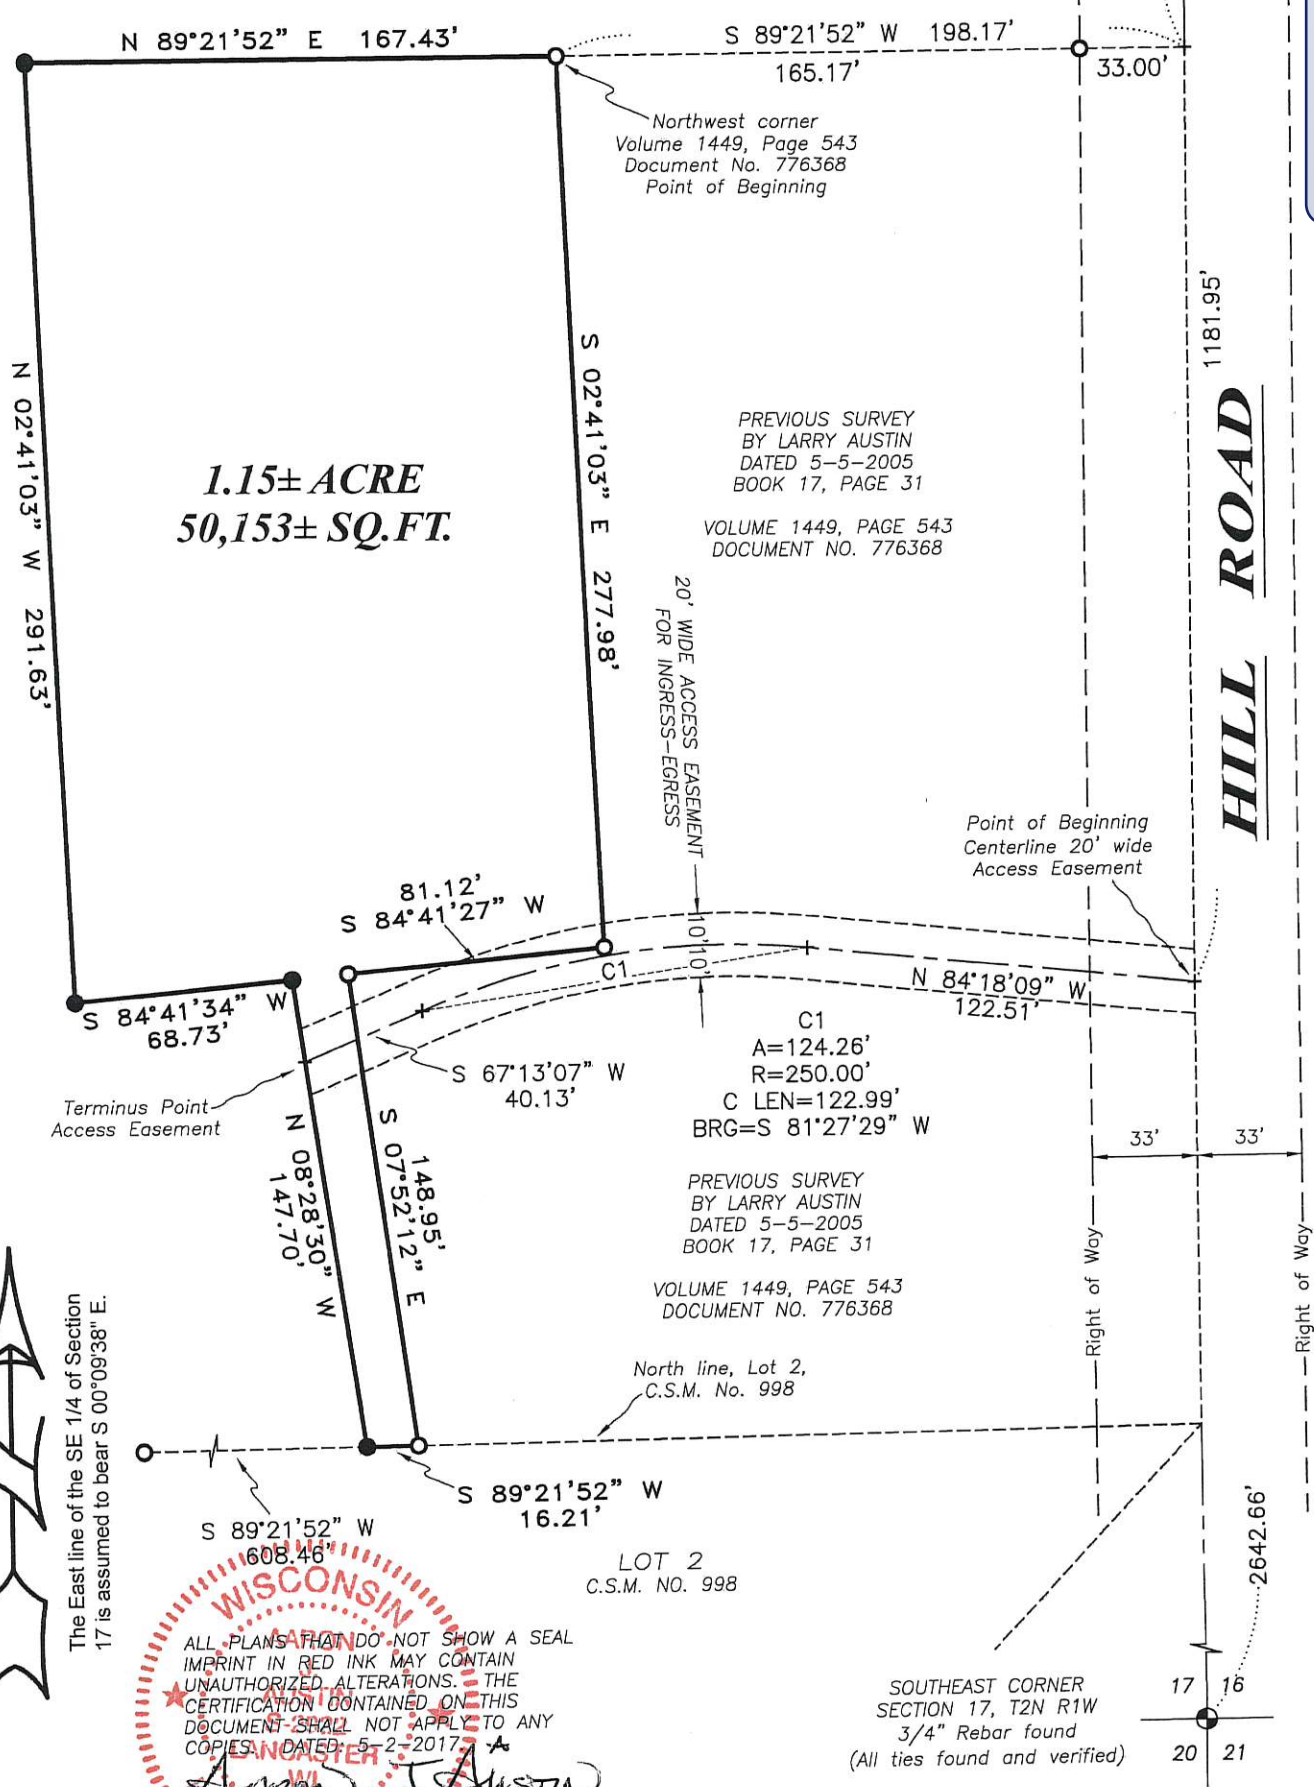 N 89°21'52" E 167.43'
S 89°21'52" W 198.17'
165.17'
33.00'
Northwest corner
Volume 1449, Page 543
Document No. 776368
Point of Beginning
1181.95'
HILL ROAD
N 02°41'03" W 291.63'
S 02°41'03" E 277.98'
1.15± ACRE
50,153± SQ.FT.
PREVIOUS SURVEY
BY LARRY AUSTIN
DATED 5-5-2005
BOOK 17, PAGE 31
VOLUME 1449, PAGE 543
DOCUMENT NO. 776368
20' WIDE ACCESS EASEMENT
FOR INGRESS-EGRESS
Point of Beginning
Centerline 20' wide
Access Easement
81.12'
S 84°41'27" W
10'
10'
C1
N 84°18'09" W
122.51'
S 84°41'34" W
68.73'
C1
A=124.26'
R=250.00'
C LEN=122.99'
BRG=S 81°27'29" W
S 67°13'07" W
40.13'
Terminus Point
Access Easement
N 08°28'30" W
147.70'
148.95'
S 07°52'12" E
33'
33'
PREVIOUS SURVEY
BY LARRY AUSTIN
DATED 5-5-2005
BOOK 17, PAGE 31
VOLUME 1449, PAGE 543
DOCUMENT NO. 776368
Right of Way
Right of Way
North line, Lot 2,
C.S.M. No. 998
The East line of the SE 1/4 of Section
17 is assumed to bear S 00°09'38" E.
S 89°21'52" W
16.21'
S 89°21'52" W
608.46'
LOT 2
C.S.M. NO. 998
2642.66'
WISCONSIN
AARON
AUSTIN
LANCASTER
WI
ALL PLANS THAT DO NOT SHOW A SEAL
IMPRINT IN RED INK MAY CONTAIN
UNAUTHORIZED ALTERATIONS. THE
CERTIFICATION CONTAINED ON THIS
DOCUMENT SHALL NOT APPLY TO ANY
COPIES. DATED: 5-2-2017
SOUTHEAST CORNER
SECTION 17, T2N R1W
3/4" Rebar found
(All ties found and verified)
17 16
20 21